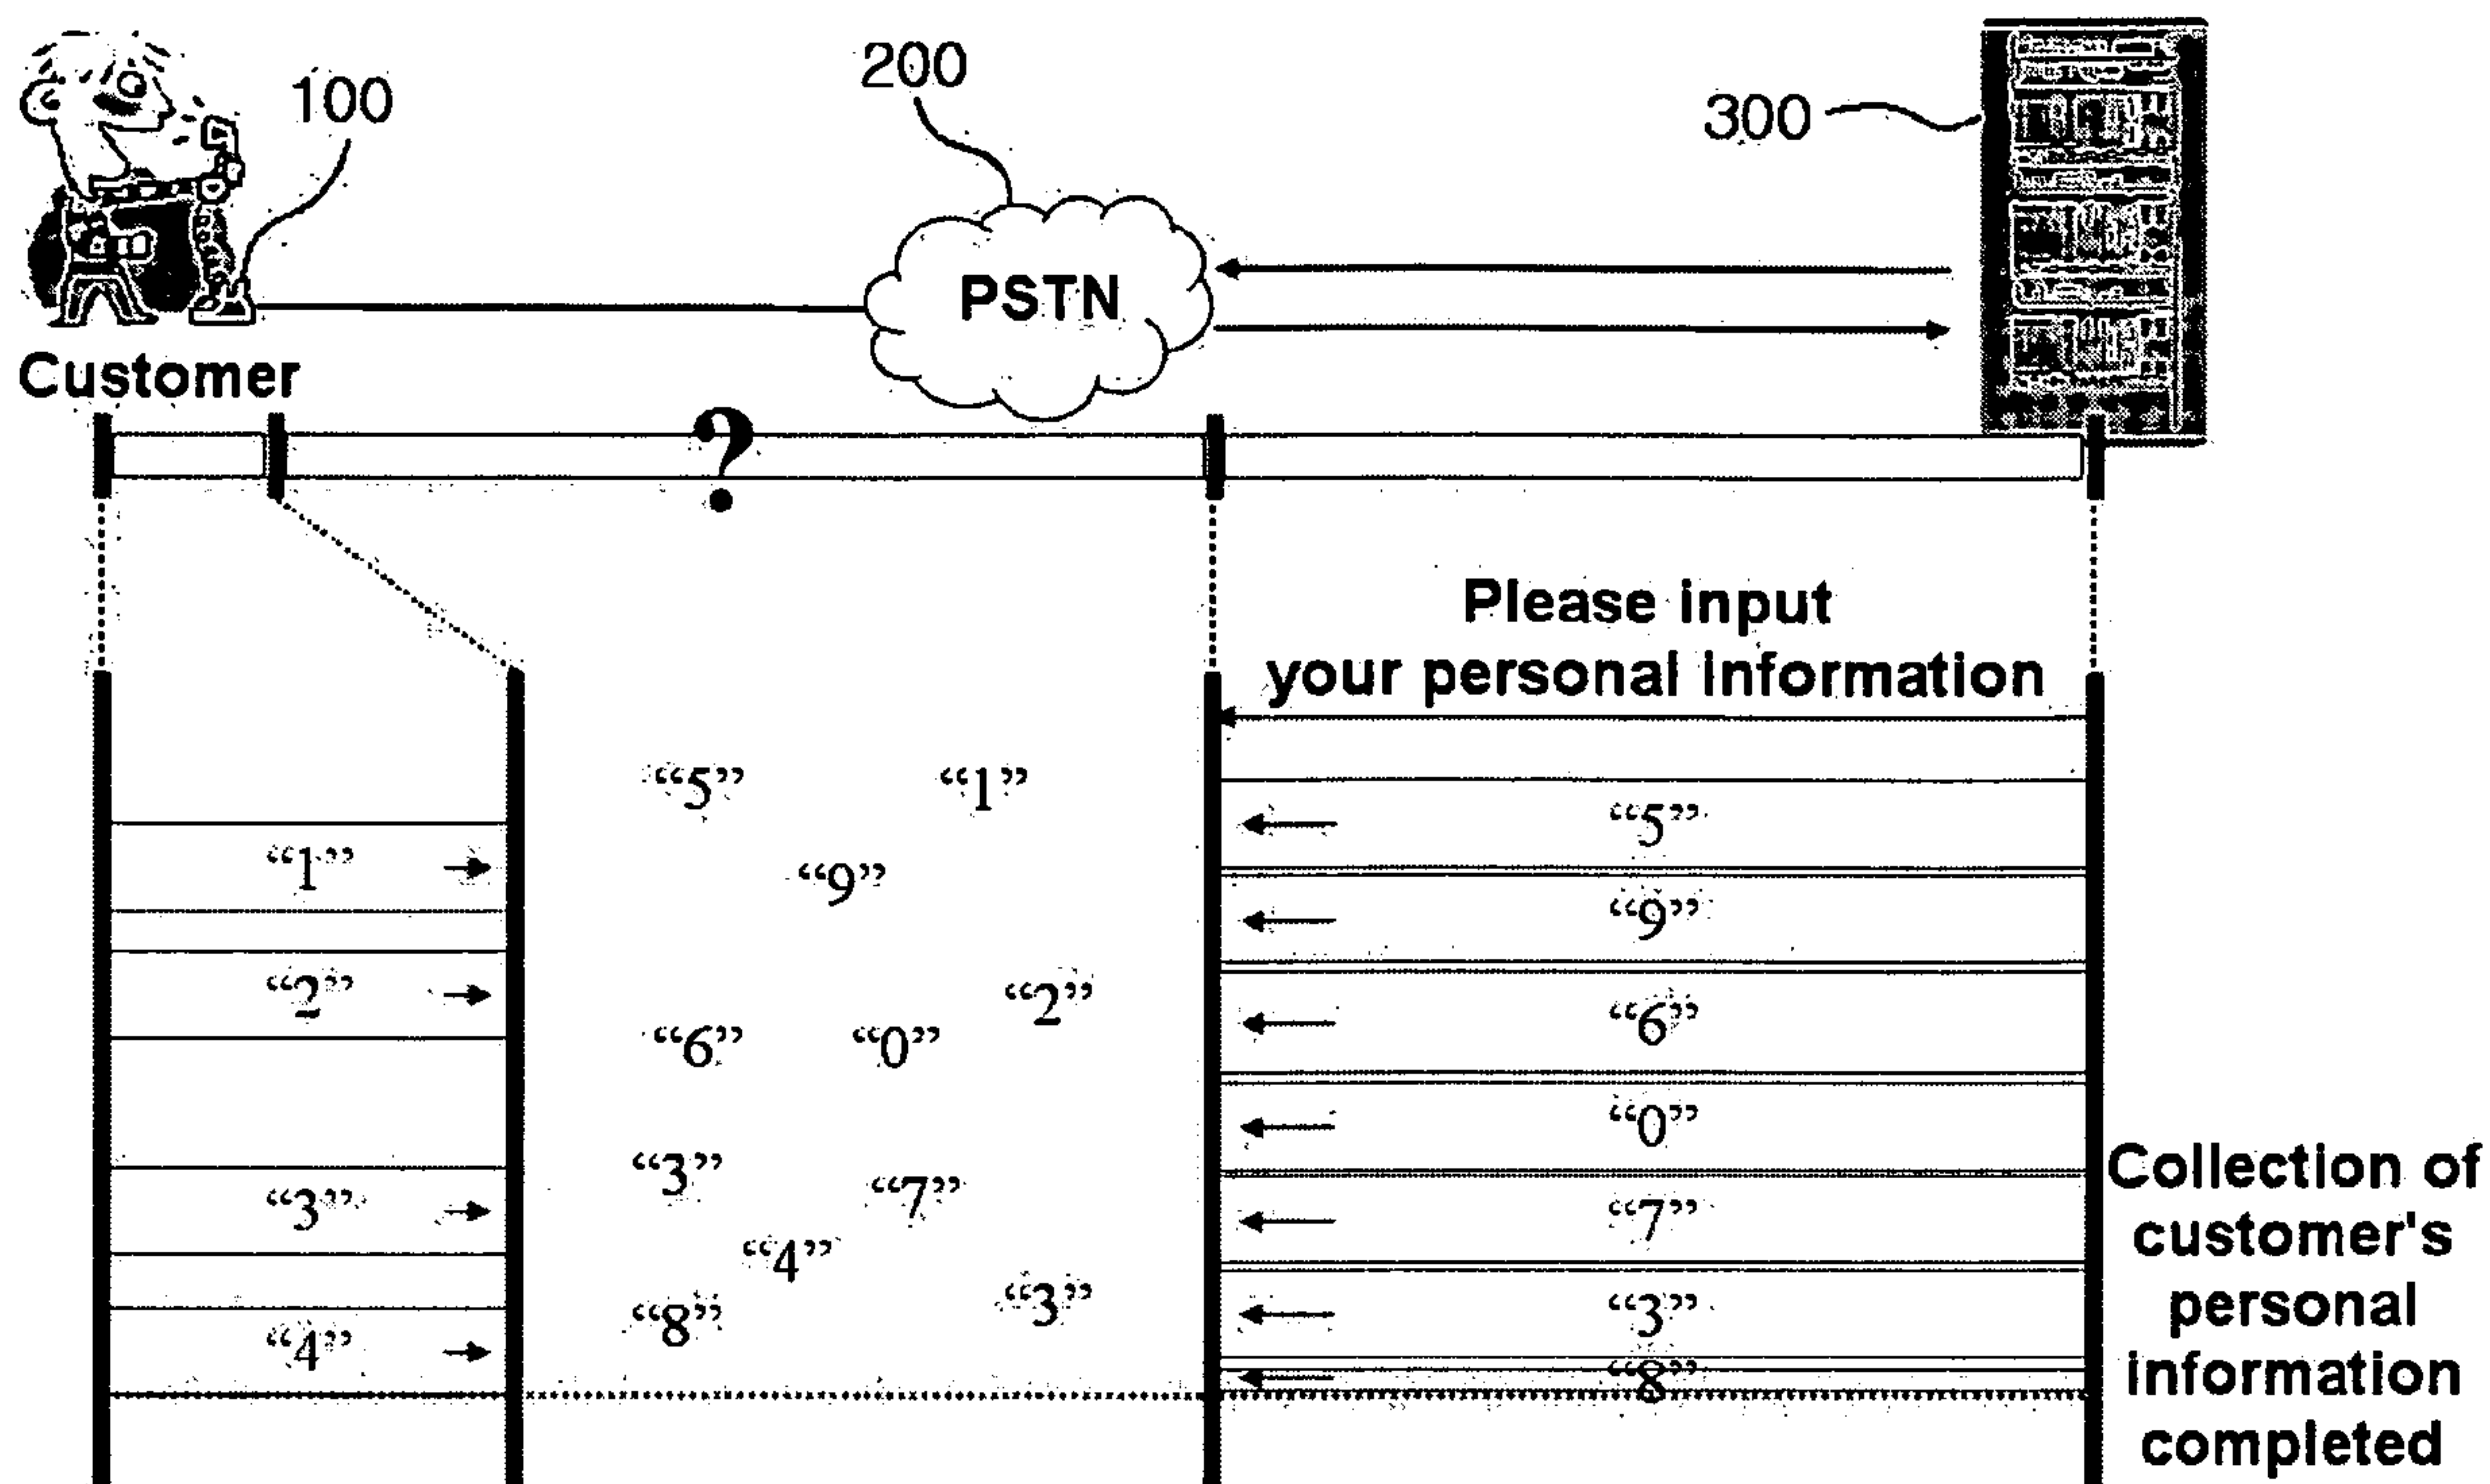 100
200
300
PSTN
Customer
?
Please input
your personal information
“5” “1”
“5”
“1”
“9”
“9”
“2”
“2”
“6”
“6” “0”
“0”
“3”
“3”
“7”
“7”
“4”
“3”
“3”
“8”
“4”
“8”
Collection of
customer's
personal
information
completed